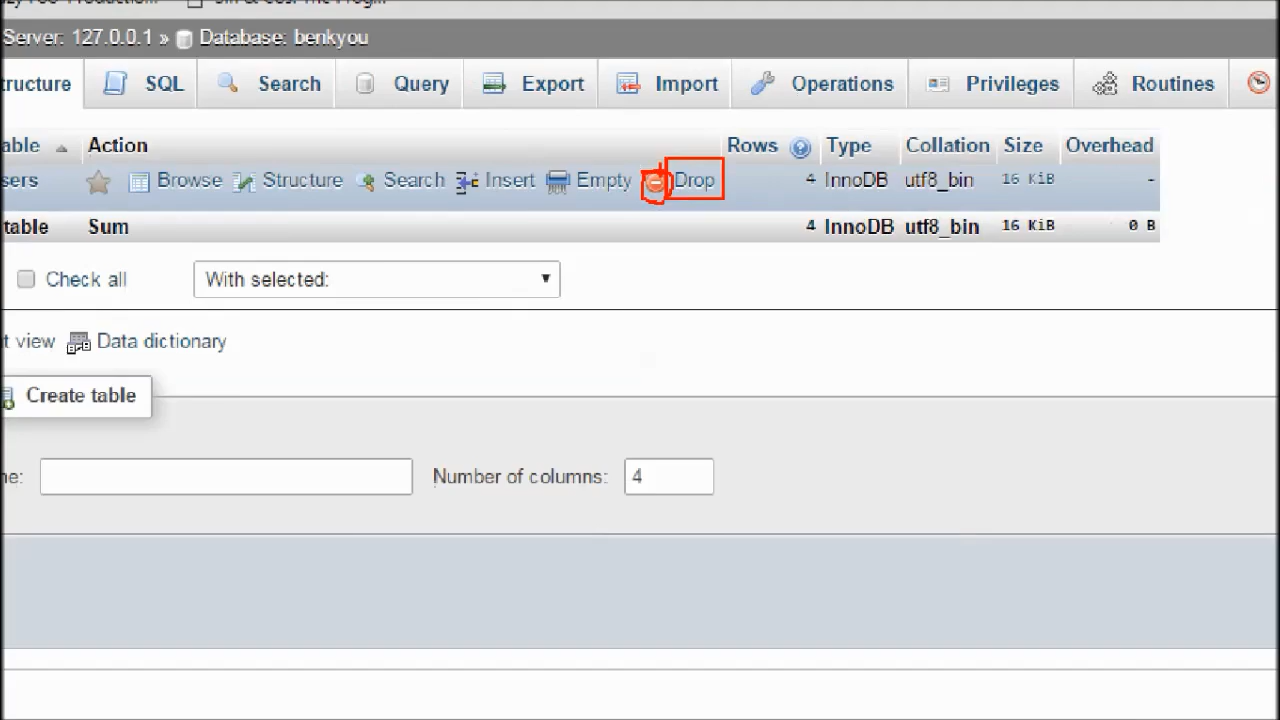 Server: 127.0.0.1 » Database: benkyou
ructure SQL Search Query Export Import Operations Privileges Routines
able Action Rows Type Collation Size Overhead
sers Browse Structure Search Insert Empty Drop 4 InnoDB utf8_bin 16 KiB -
table Sum 4 InnoDB utf8_bin 16 KiB 0 B
Check all With selected:
t view Data dictionary
Create table
ne: Number of columns: 4